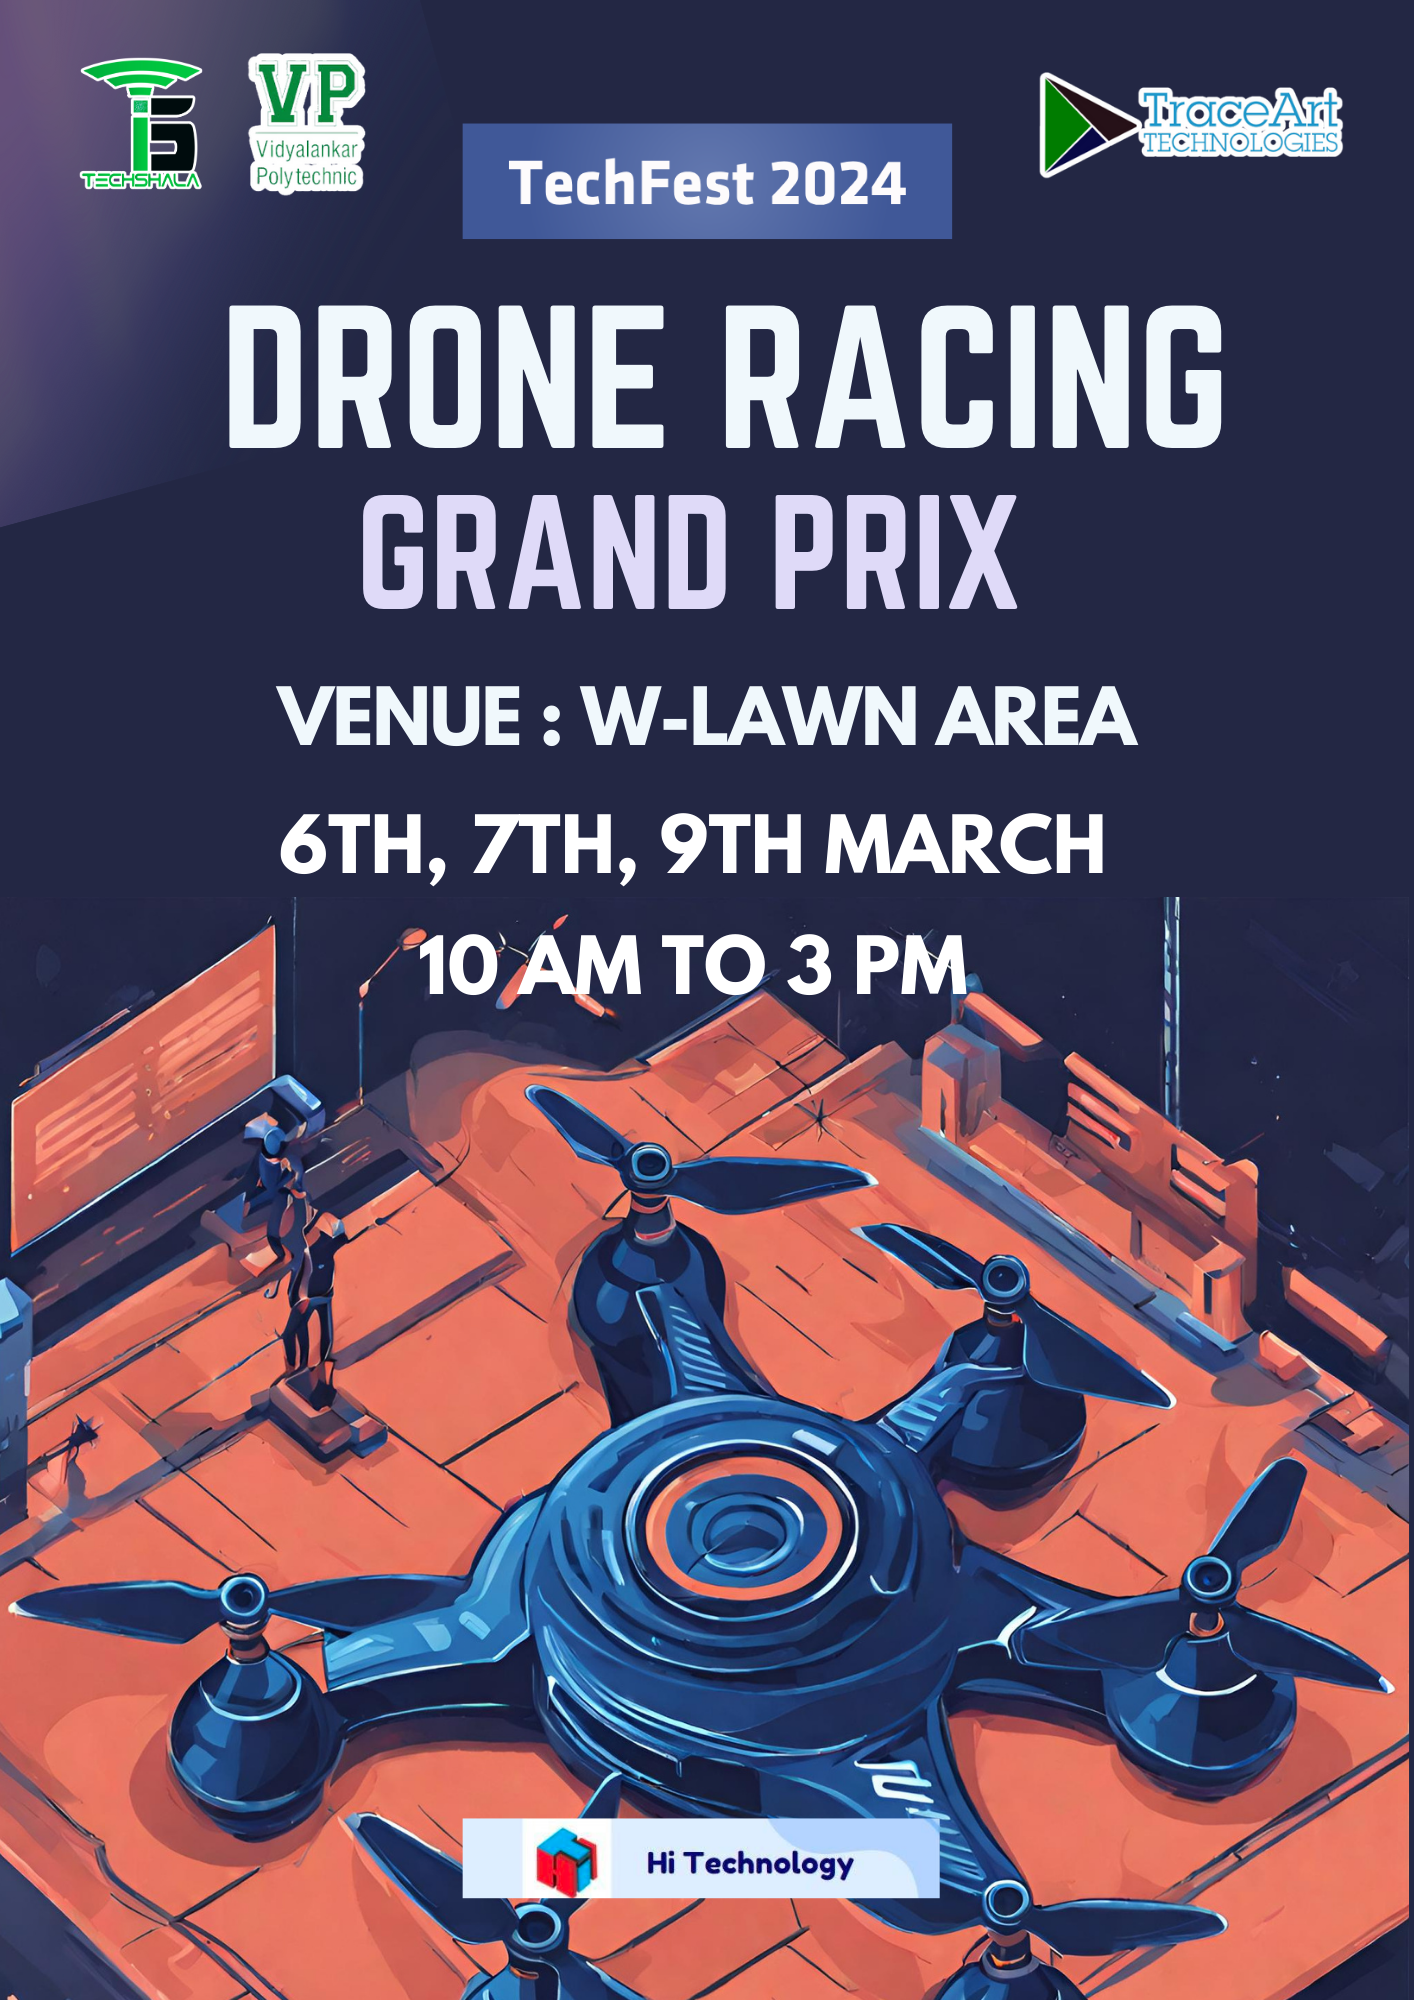 TECHSHALA
VP
Vidyalankar
Polytechnic
TraceArt
TECHNOLOGIES
TechFest 2024
DRONE RACING
GRAND PRIX
VENUE : W-LAWN AREA
6TH, 7TH, 9TH MARCH
10 AM TO 3 PM
Hi Technology